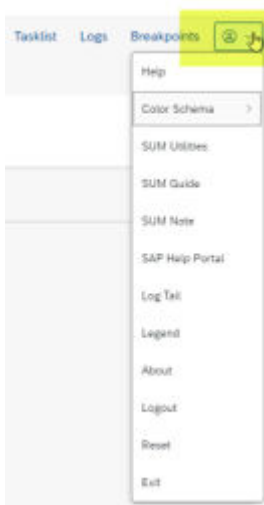 Tasklist Logs Breakpoints
Help
Color Schema
SUM Utilities
SUM Guide
SUM Note
SAP Help Portal
Log Tail
Legend
About
Logout
Reset
Exit